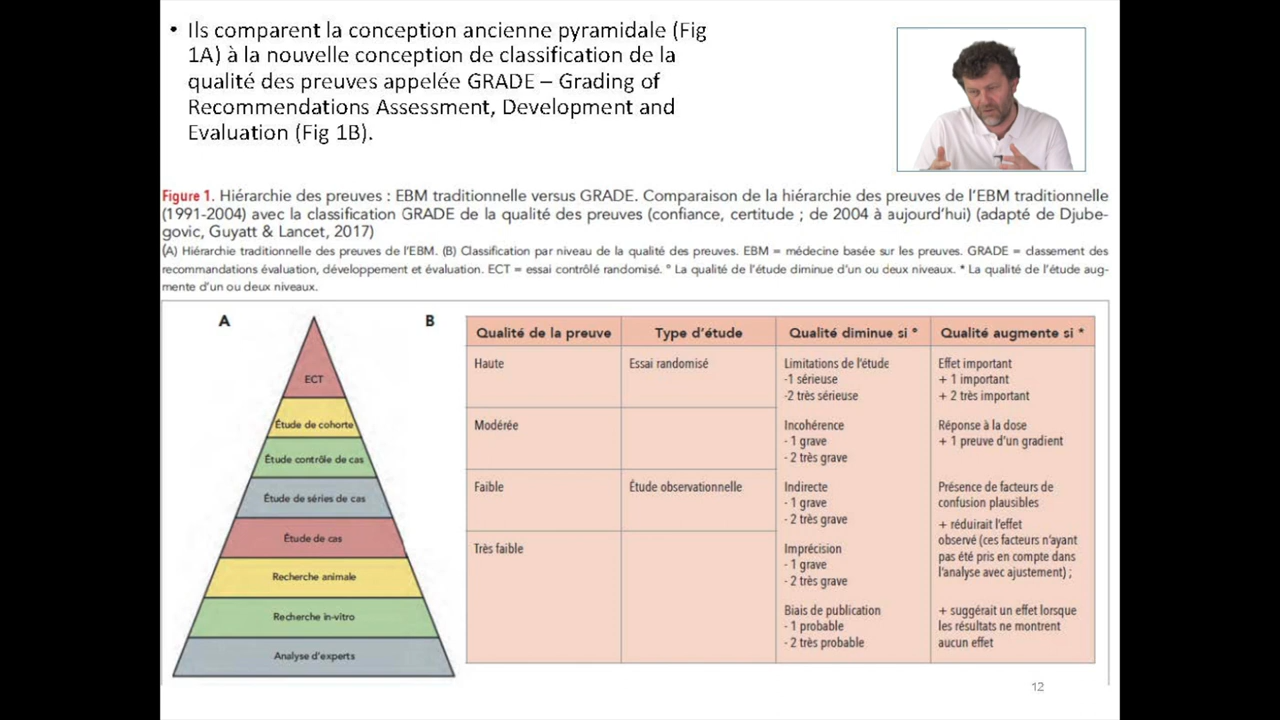 • Ils comparent la conception ancienne pyramidale (Fig
1A) à la nouvelle conception de classification de la
qualité des preuves appelée GRADE – Grading of
Recommendations Assessment, Development and
Evaluation (Fig 1B).
Figure 1. Hiérarchie des preuves : EBM traditionnelle versus GRADE. Comparaison de la hiérarchie des preuves de l'EBM traditionnelle
(1991-2004) avec la classification GRADE de la qualité des preuves (confiance, certitude ; de 2004 à aujourd'hui) (adapté de Djube-
govic, Guyatt & Lancet, 2017)
(A) Hiérarchie traditionnelle des preuves de l'EBM. (B) Classification par niveau de la qualité des preuves. EBM = médecine basée sur les preuves. GRADE = classement des
recommandations évaluation, développement et évaluation. ECT = essai contrôlé randomisé. ° La qualité de l'étude diminue d'un ou deux niveaux. * La qualité de l'étude aug-
mente d'un ou deux niveaux.
A
ECT
Étude de cohorte
Étude contrôle de cas
Étude de séries de cas
Étude de cas
Recherche animale
Recherche in-vitro
Analyse d'experts
B
Qualité de la preuve
Type d'étude
Qualité diminue si °
Qualité augmente si *
Haute
Essai randomisé
Limitations de l'étude
-1 sérieuse
-2 très sérieuse
Effet important
+ 1 important
+ 2 très important
Modérée
Incohérence
- 1 grave
- 2 très grave
Réponse à la dose
+ 1 preuve d'un gradient
Faible
Étude observationnelle
Indirecte
- 1 grave
- 2 très grave
Présence de facteurs de
confusion plausibles
+ réduirait l'effet
observé (ces facteurs n'ayant
pas été pris en compte dans
l'analyse avec ajustement) ;
Très faible
Imprécision
- 1 grave
- 2 très grave
Biais de publication
- 1 probable
- 2 très probable
+ suggérait un effet lorsque
les résultats ne montrent
aucun effet
12